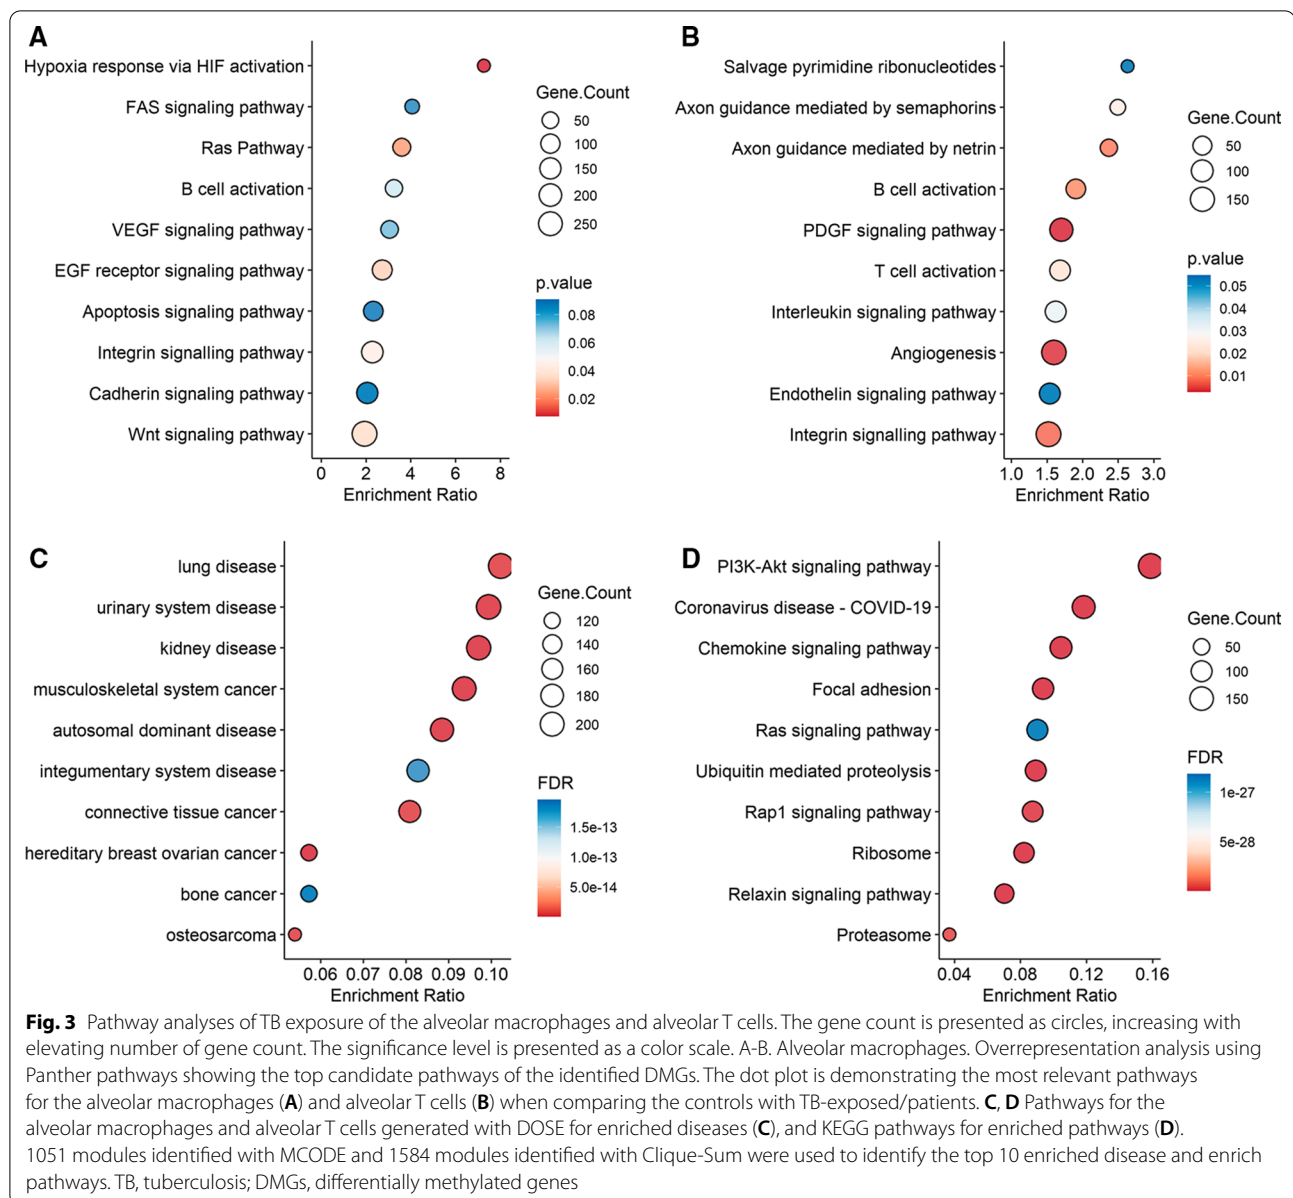 A
Hypoxia response via HIF activation
FAS signaling pathway
Ras Pathway
B cell activation
VEGF signaling pathway
EGF receptor signaling pathway
Apoptosis signaling pathway
Integrin signalling pathway
Cadherin signaling pathway
Wnt signaling pathway
0 2 4 6 8
Enrichment Ratio
Gene.Count
50
100
150
200
250
p.value
0.08
0.06
0.04
0.02
B
Salvage pyrimidine ribonucleotides
Axon guidance mediated by semaphorins
Axon guidance mediated by netrin
B cell activation
PDGF signaling pathway
T cell activation
Interleukin signaling pathway
Angiogenesis
Endothelin signaling pathway
Integrin signalling pathway
1.0 1.5 2.0 2.5 3.0
Enrichment Ratio
Gene.Count
50
100
150
p.value
0.05
0.04
0.03
0.02
0.01
C
lung disease
urinary system disease
kidney disease
musculoskeletal system cancer
autosomal dominant disease
integumentary system disease
connective tissue cancer
hereditary breast ovarian cancer
bone cancer
osteosarcoma
0.06 0.07 0.08 0.09 0.10
Enrichment Ratio
Gene.Count
120
140
160
180
200
FDR
1.5e-13
1.0e-13
5.0e-14
D
PI3K-Akt signaling pathway
Coronavirus disease - COVID-19
Chemokine signaling pathway
Focal adhesion
Ras signaling pathway
Ubiquitin mediated proteolysis
Rap1 signaling pathway
Ribosome
Relaxin signaling pathway
Proteasome
0.04 0.08 0.12 0.16
Enrichment Ratio
Gene.Count
50
100
150
FDR
1e-27
5e-28
Fig. 3 Pathway analyses of TB exposure of the alveolar macrophages and alveolar T cells. The gene count is presented as circles, increasing with
elevating number of gene count. The significance level is presented as a color scale. A-B. Alveolar macrophages. Overrepresentation analysis using
Panther pathways showing the top candidate pathways of the identified DMGs. The dot plot is demonstrating the most relevant pathways
for the alveolar macrophages (A) and alveolar T cells (B) when comparing the controls with TB-exposed/patients. C, D Pathways for the
alveolar macrophages and alveolar T cells generated with DOSE for enriched diseases (C), and KEGG pathways for enriched pathways (D).
1051 modules identified with MCODE and 1584 modules identified with Clique-Sum were used to identify the top 10 enriched disease and enrich
pathways. TB, tuberculosis; DMGs, differentially methylated genes